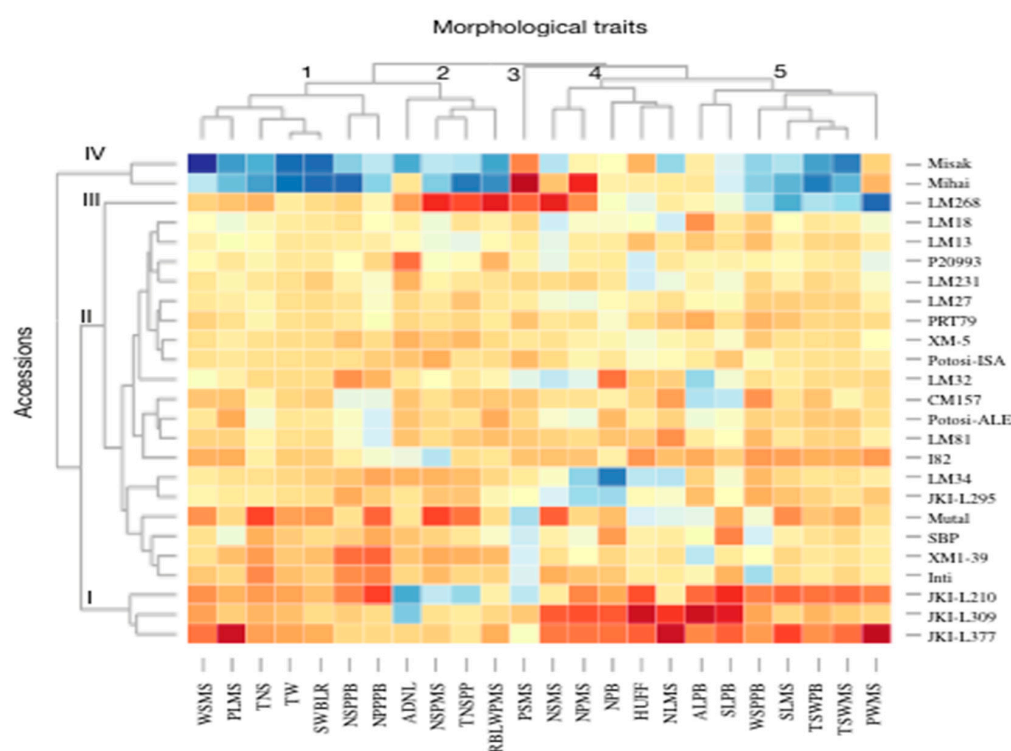 Morphological traits
1
2
3
4
5
IV
III
II
I
Accessions
Misak
Mihai
LM268
LM18
LM13
P20993
LM231
LM27
PRT79
XM-5
Potosi-ISA
LM32
CM157
Potosi-ALE
LM81
I82
LM34
JKI-L295
Mutal
SBP
XM1-39
Inti
JKI-L210
JKI-L309
JKI-L377
WSMS
PLMS
TNS
TW
SWBLR
NSPPB
NPPPB
ADNL
NSPMS
TNSPP
RBLWPMS
PSMS
NSMS
NPMS
NPB
HUFF
NLMS
ALPB
SLPB
WSPPB
SLMS
TSWPB
TSWMS
PWMS